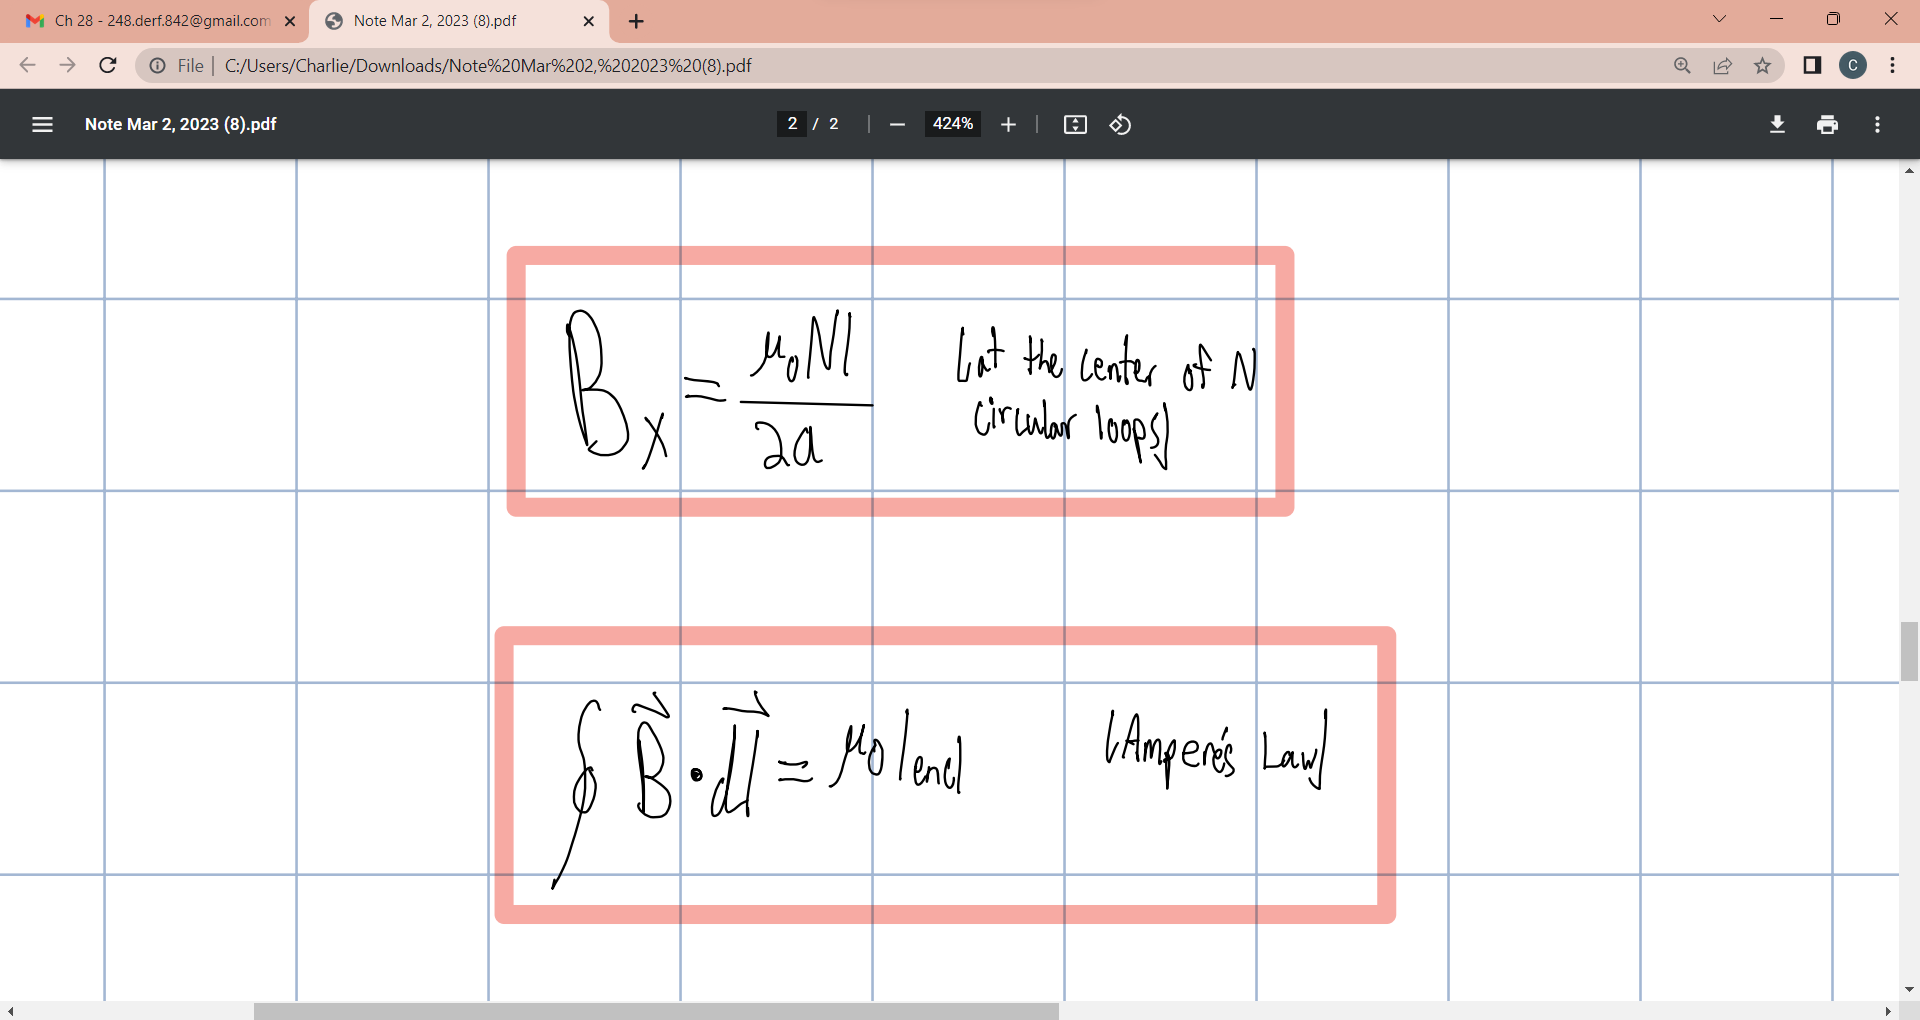 Ch 28 - 248.derf.842@gmail.com
Note Mar 2, 2023 (8).pdf
File | C:/Users/Charlie/Downloads/Note%20Mar%202,%202023%20(8).pdf
C
Note Mar 2, 2023 (8).pdf
2 / 2
424%
Bₓ = μ₀NI / 2a
(at the center of N
circular loops)
∮ B⃗ • dl⃗ = μ₀ Iencl
(Ampere's Law)